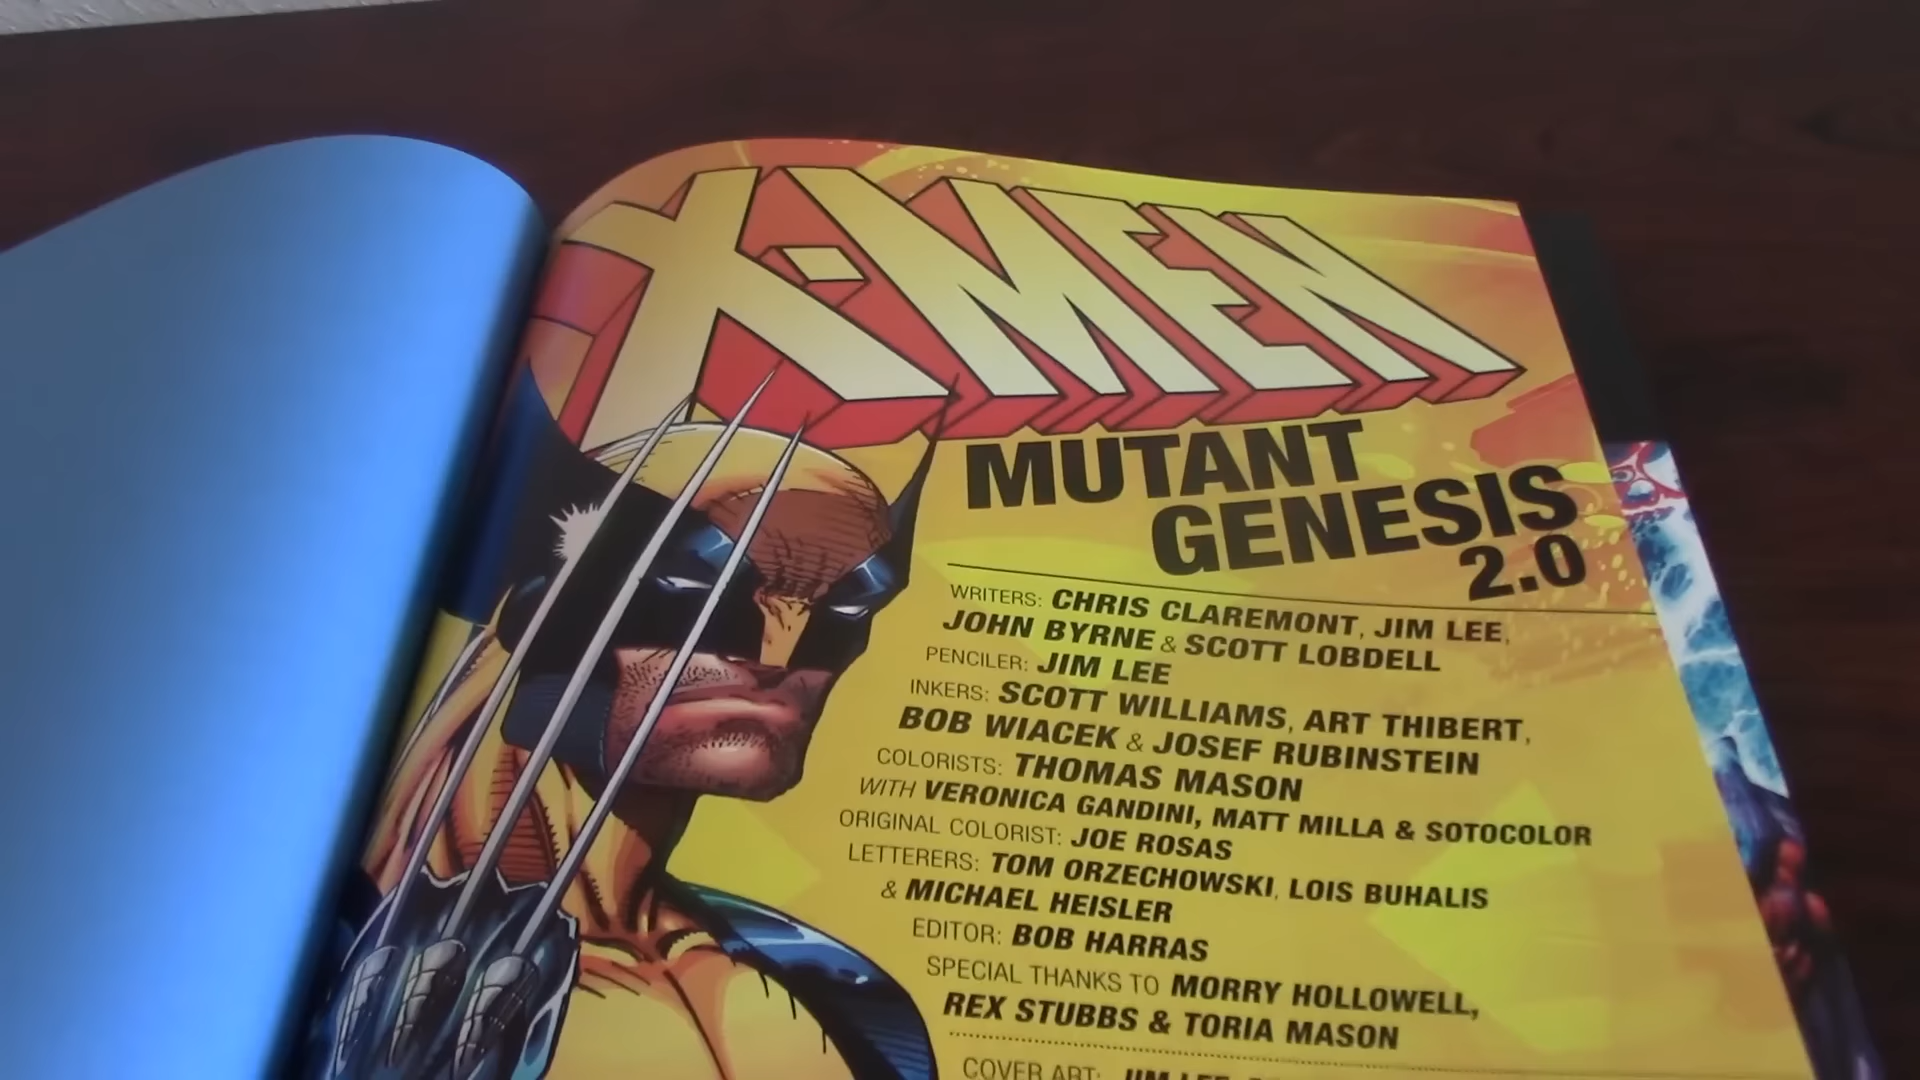 X-MEN
MUTANT
GENESIS
2.0
WRITERS: CHRIS CLAREMONT, JIM LEE,
JOHN BYRNE & SCOTT LOBDELL
PENCILER: JIM LEE
INKERS: SCOTT WILLIAMS, ART THIBERT,
BOB WIACEK & JOSEF RUBINSTEIN
COLORISTS: THOMAS MASON
WITH VERONICA GANDINI, MATT MILLA & SOTOCOLOR
ORIGINAL COLORIST: JOE ROSAS
LETTERERS: TOM ORZECHOWSKI, LOIS BUHALIS
& MICHAEL HEISLER
EDITOR: BOB HARRAS
SPECIAL THANKS TO MORRY HOLLOWELL,
REX STUBBS & TORIA MASON
COVER ART: JIM LEE,